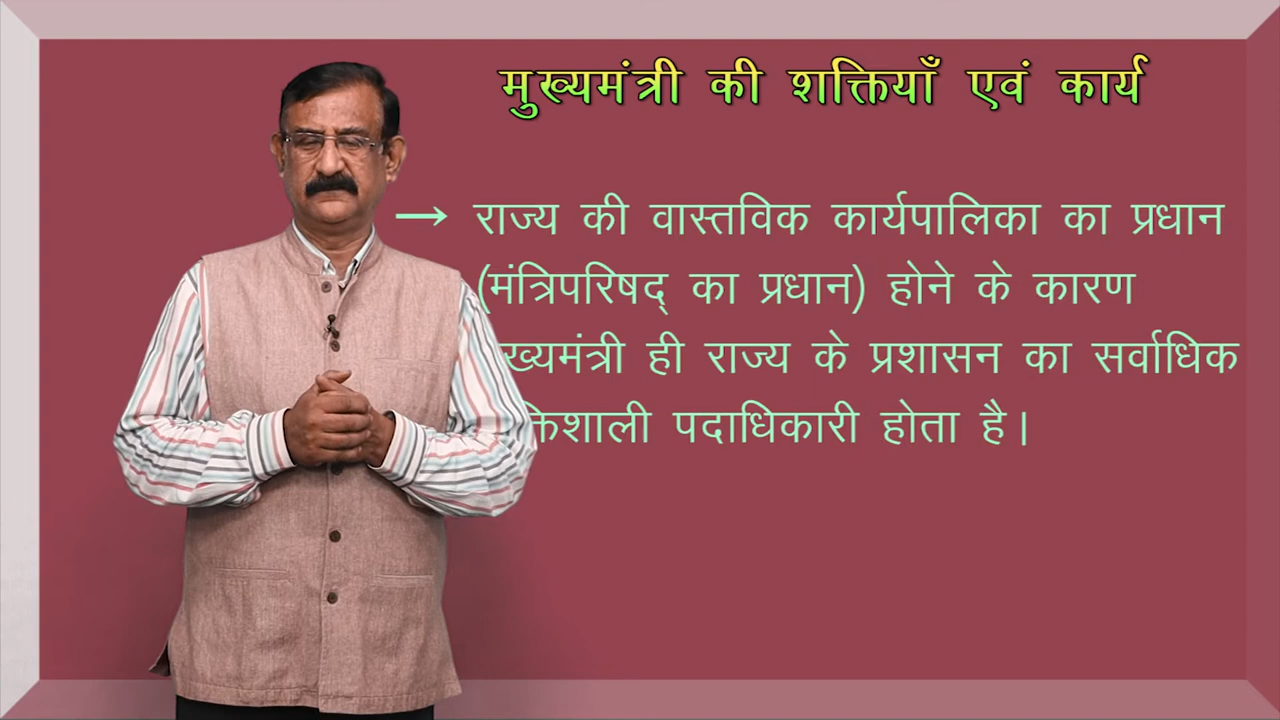 मुख्यमंत्री की शक्तियाँ एवं कार्य
→ राज्य की वास्तविक कार्यपालिका का प्रधान
(मंत्रिपरिषद् का प्रधान) होने के कारण
ही राज्य के प्रशासन का सर्वाधिक
पदाधिकारी होता है।